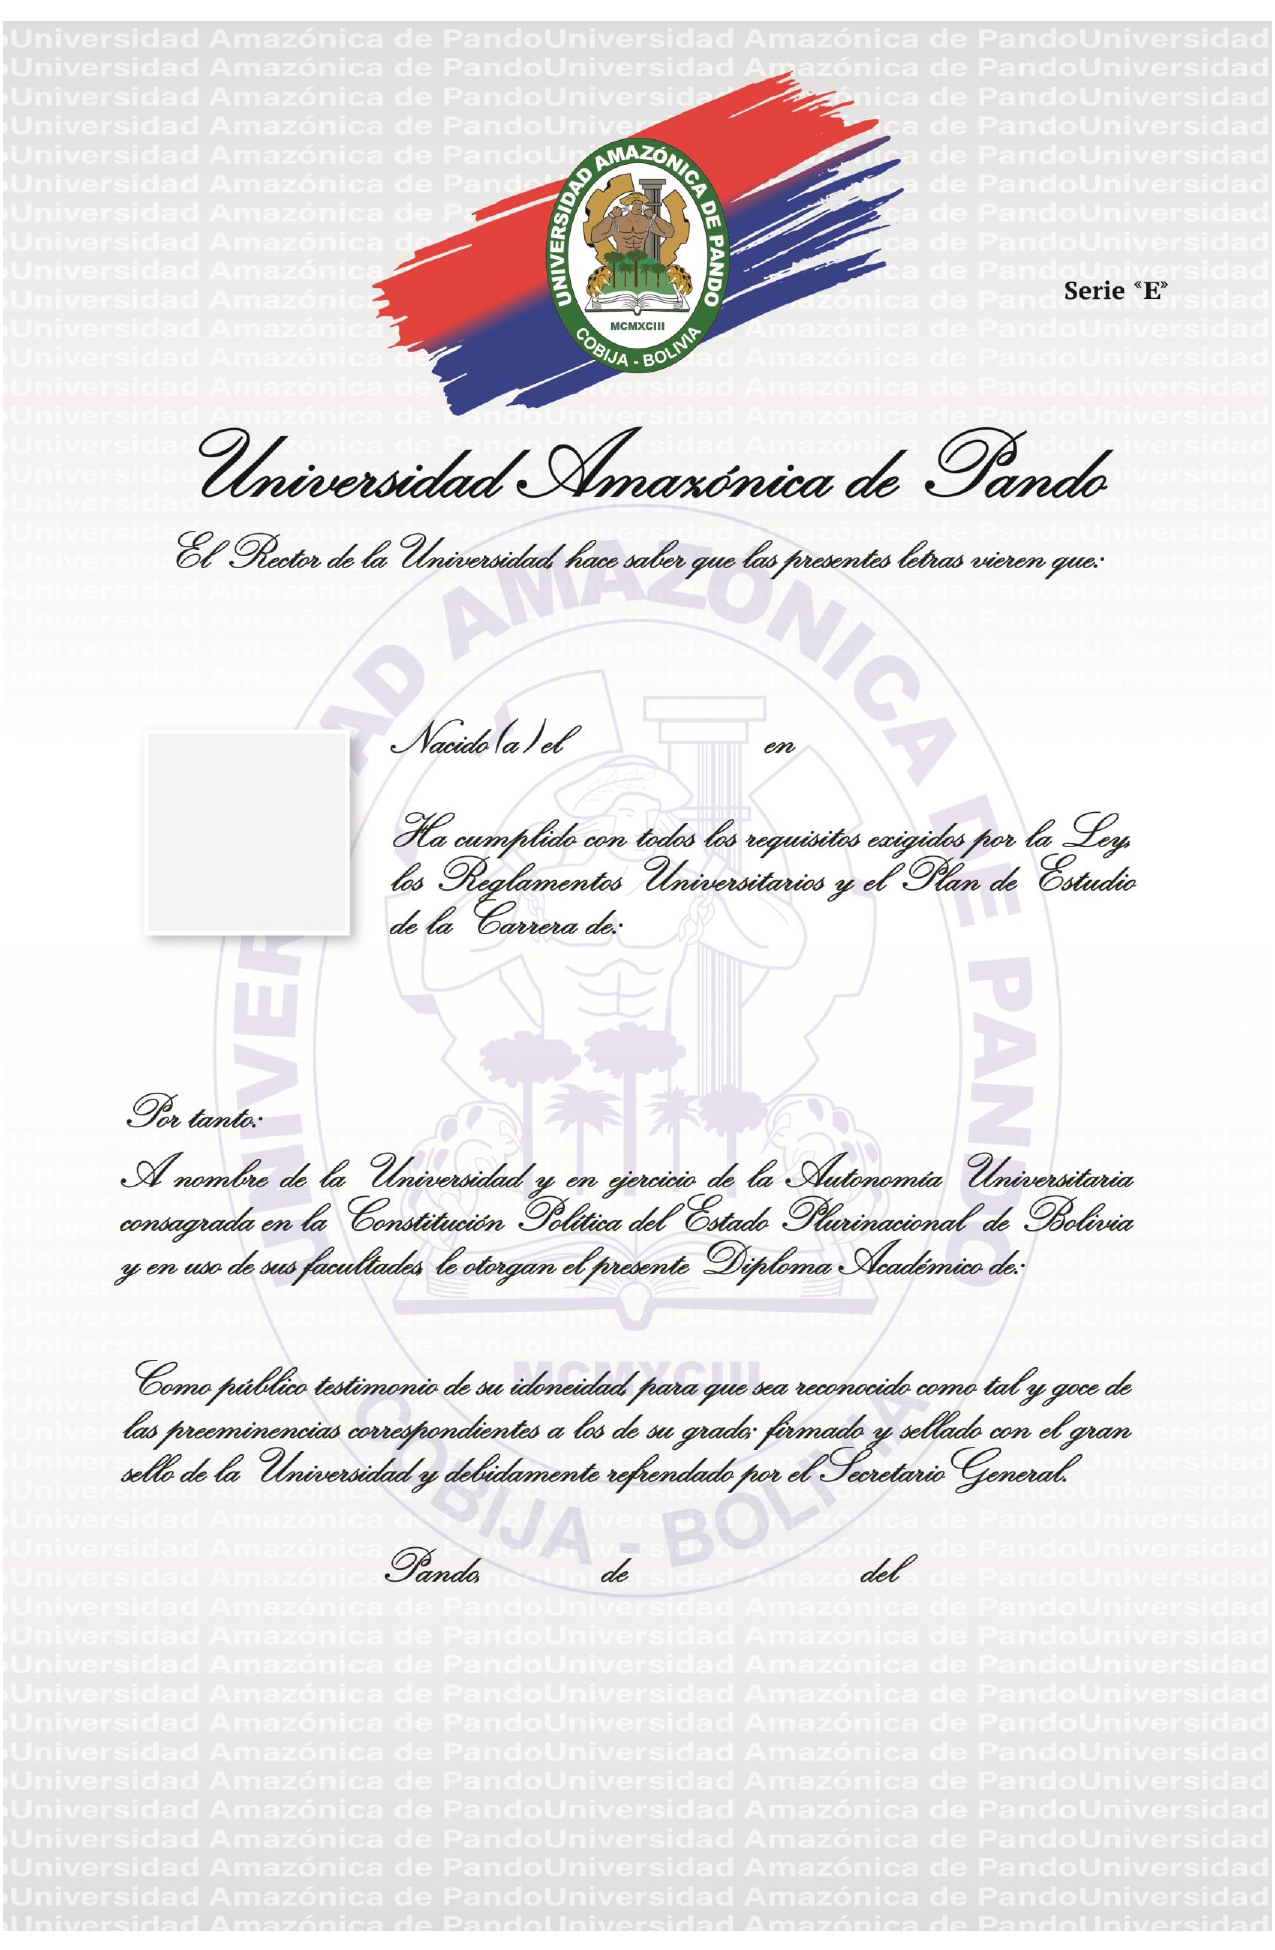 UNIVERSIDAD AMAZÓNICA DE PANDO
MCMXCIII
COBIJA - BOLIVIA
Serie "E"
Universidad Amazónica de Pando
El Rector de la Universidad, hace saber que las presentes letras vieren que:
Nacido (a) el en
Ha cumplido con todos los requisitos exigidos por la Ley,
los Reglamentos Universitarios y el Plan de Estudio
de la Carrera de:
Por tanto:
A nombre de la Universidad y en ejercicio de la Autonomía Universitaria
consagrada en la Constitución Política del Estado Plurinacional de Bolivia
y en uso de sus facultades, le otorgan el presente Diploma Académico de:
Como público testimonio de su idoneidad, para que sea reconocido como tal y goce de
las preeminencias correspondientes a los de su grado; firmado y sellado con el gran
sello de la Universidad y debidamente refrendado por el Secretario General.
Pando, de del